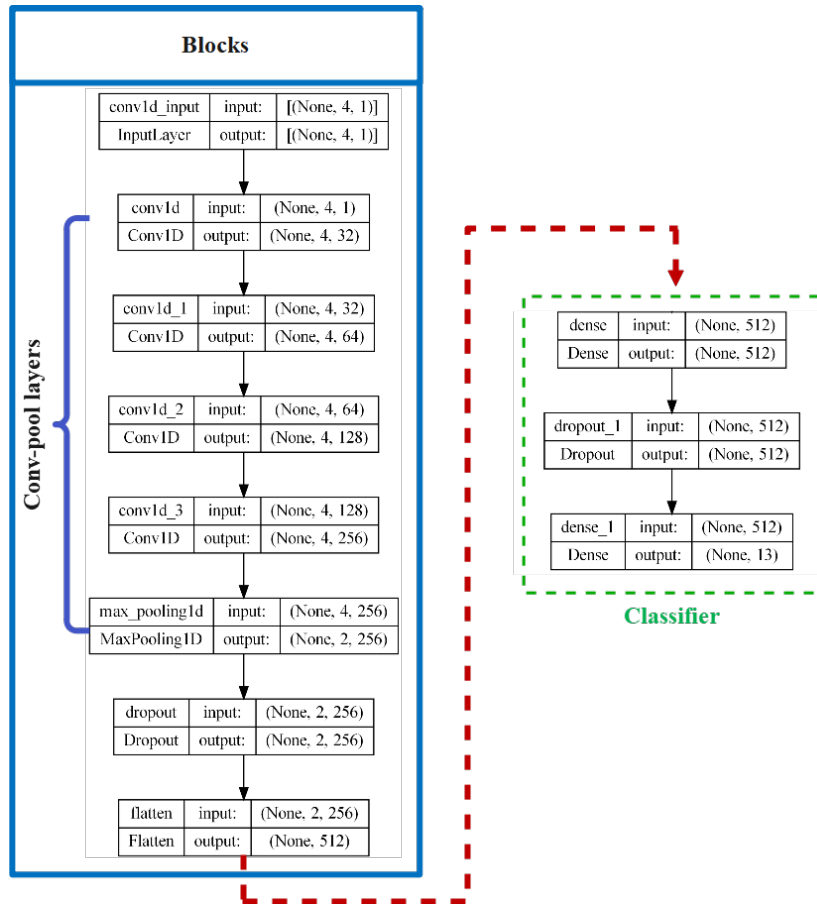 Blocks
conv1d_input input: [(None, 4, 1)]
InputLayer output: [(None, 4, 1)]
conv1d input: (None, 4, 1)
Conv1D output: (None, 4, 32)
conv1d_1 input: (None, 4, 32)
Conv1D output: (None, 4, 64)
conv1d_2 input: (None, 4, 64)
Conv1D output: (None, 4, 128)
conv1d_3 input: (None, 4, 128)
Conv1D output: (None, 4, 256)
max_pooling1d input: (None, 4, 256)
MaxPooling1D output: (None, 2, 256)
dropout input: (None, 2, 256)
Dropout output: (None, 2, 256)
flatten input: (None, 2, 256)
Flatten output: (None, 512)
Conv-pool layers
dense input: (None, 512)
Dense output: (None, 512)
dropout_1 input: (None, 512)
Dropout output: (None, 512)
dense_1 input: (None, 512)
Dense output: (None, 13)
Classifier